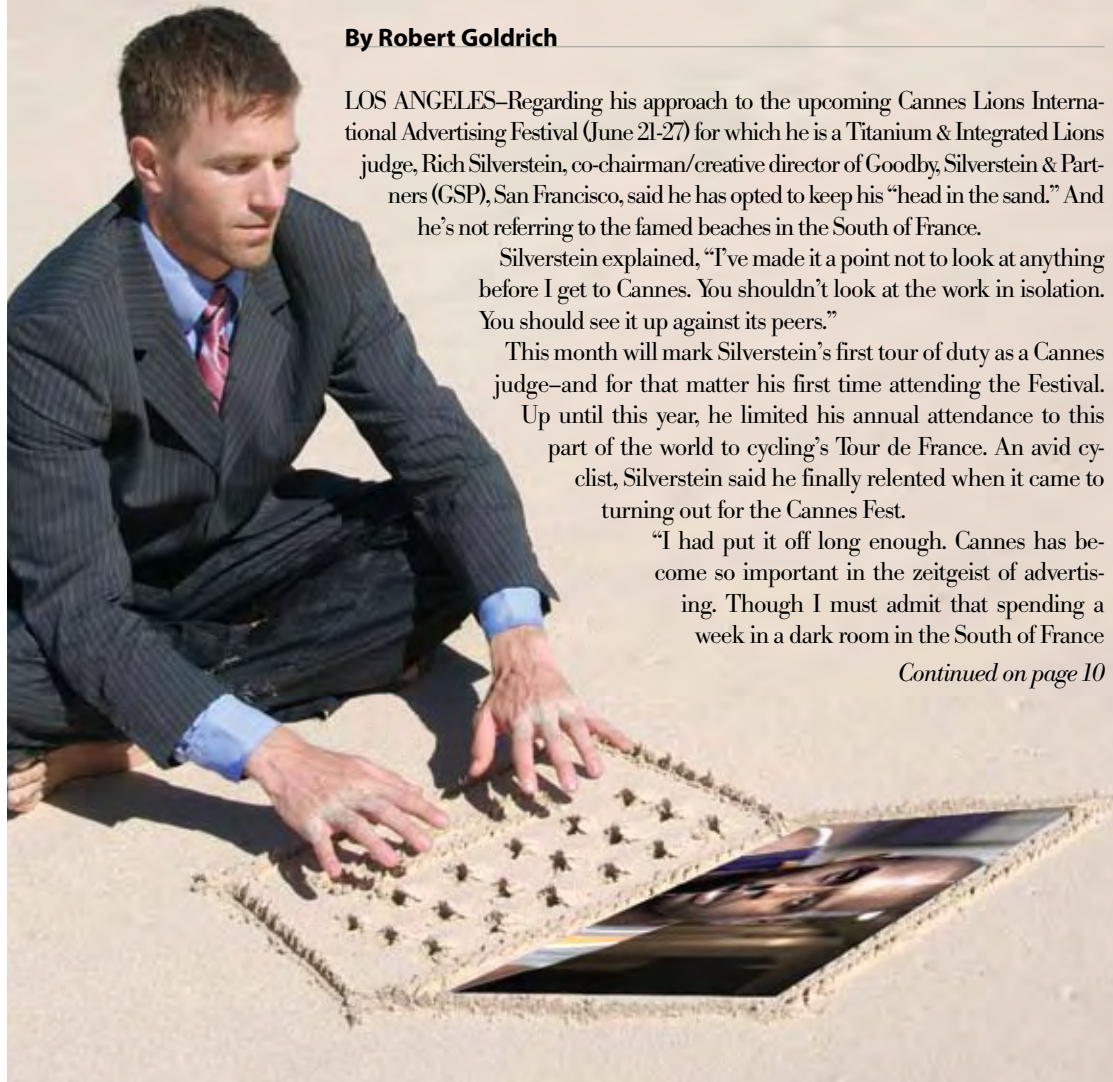 By Robert Goldrich
LOS ANGELES–Regarding his approach to the upcoming Cannes Lions Interna-
tional Advertising Festival (June 21-27) for which he is a Titanium & Integrated Lions
judge, Rich Silverstein, co-chairman/creative director of Goodby, Silverstein & Part-
ners (GSP), San Francisco, said he has opted to keep his “head in the sand.” And
he’s not referring to the famed beaches in the South of France.
Silverstein explained, “I’ve made it a point not to look at anything
before I get to Cannes. You shouldn’t look at the work in isolation.
You should see it up against its peers.”
This month will mark Silverstein’s first tour of duty as a Cannes
judge–and for that matter his first time attending the Festival.
Up until this year, he limited his annual attendance to this
part of the world to cycling’s Tour de France. An avid cy-
clist, Silverstein said he finally relented when it came to
turning out for the Cannes Fest.
“I had put it off long enough. Cannes has be-
come so important in the zeitgeist of advertis-
ing. Though I must admit that spending a
week in a dark room in the South of France
Continued on page 10